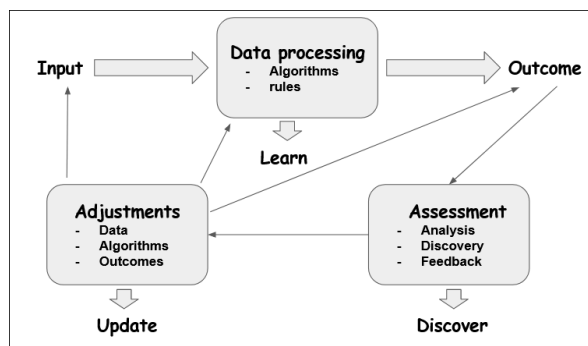 Data processing
Input
- Algorithms
- rules
Outcome
Learn
Adjustments
- Data
- Algorithms
- Outcomes
Assessment
- Analysis
- Discovery
- Feedback
Update
Discover